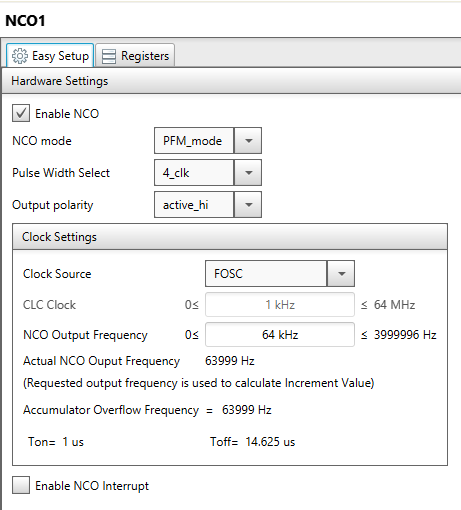 NCO1
Easy Setup Registers
Hardware Settings
Enable NCO
NCO mode PFM_mode
Pulse Width Select 4_clk
Output polarity active_hi
Clock Settings
Clock Source FOSC
CLC Clock 0≤ 1 kHz ≤ 64 MHz
NCO Output Frequency 0≤ 64 kHz ≤ 3999996 Hz
Actual NCO Ouput Frequency 63999 Hz
(Requested output frequency is used to calculate Increment Value)
Accumulator Overflow Frequency = 63999 Hz
Ton= 1 us Toff= 14.625 us
Enable NCO Interrupt